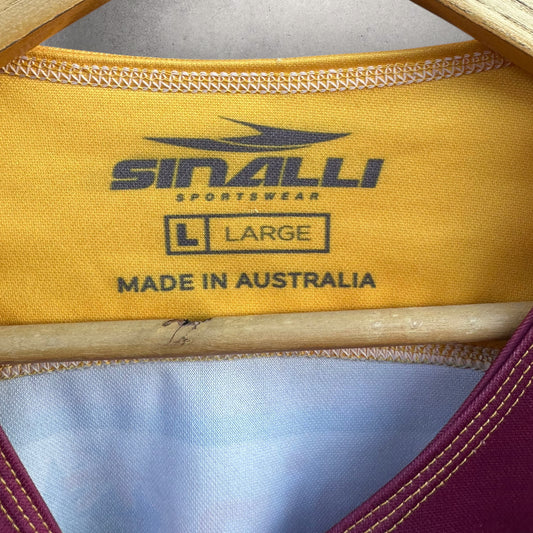 SINALLI
SPORTSWEAR
L LARGE
MADE IN AUSTRALIA